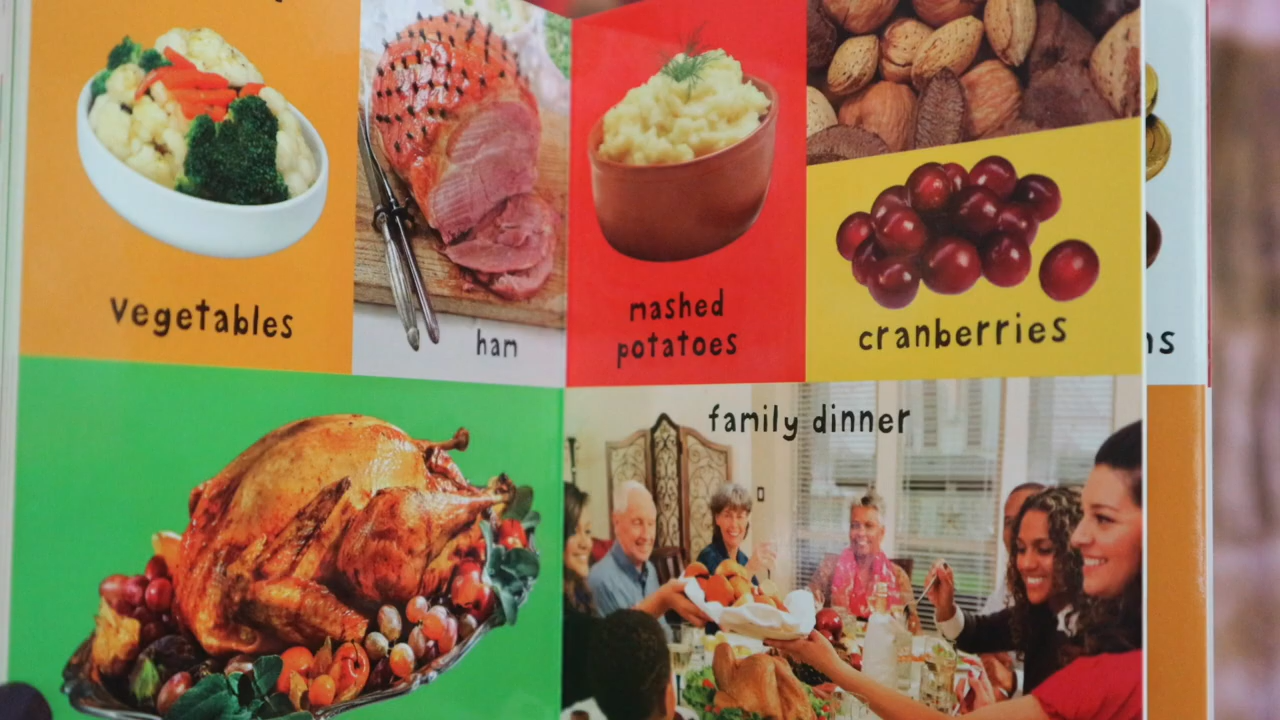 vegetables
ham
mashed
potatoes
cranberries
family dinner